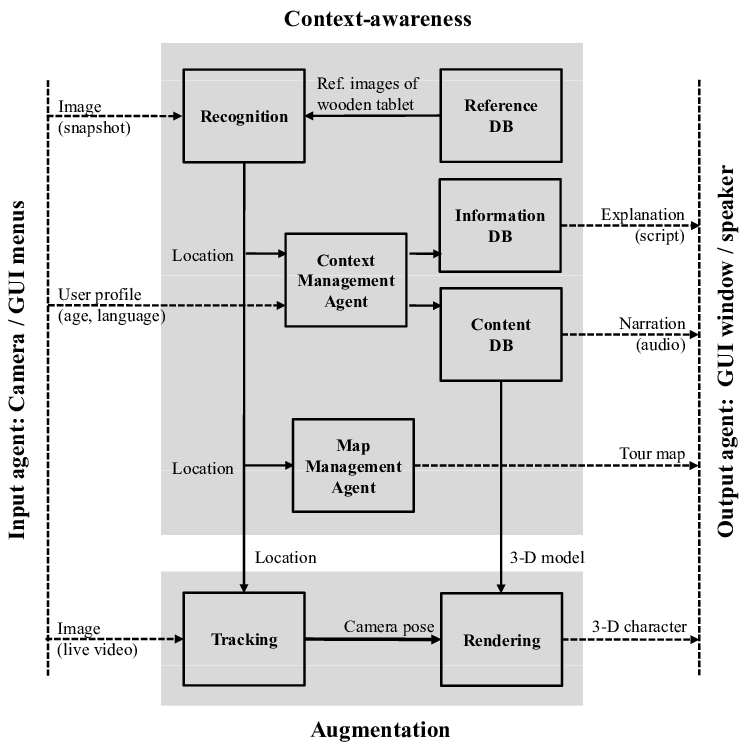 Context-awareness
Input agent: Camera / GUI menus
Image
(snapshot)
Recognition
Ref. images of
wooden tablet
Reference
DB
Information
DB
Explanation
(script)
Location
Context
Management
Agent
User profile
(age, language)
Content
DB
Narration
(audio)
Location
Map
Management
Agent
Tour map
Location
3-D model
Image
(live video)
Tracking
Camera pose
Rendering
3-D character
Output agent: GUI window / speaker
Augmentation